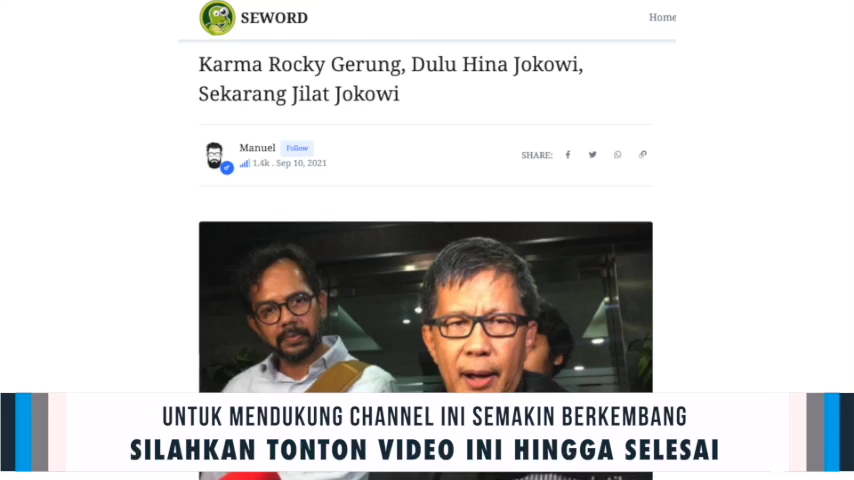 SEWORD
Home
Karma Rocky Gerung, Dulu Hina Jokowi,
Sekarang Jilat Jokowi
Manuel Follow
1.4k . Sep 10, 2021
SHARE:
UNTUK MENDUKUNG CHANNEL INI SEMAKIN BERKEMBANG
SILAHKAN TONTON VIDEO INI HINGGA SELESAI